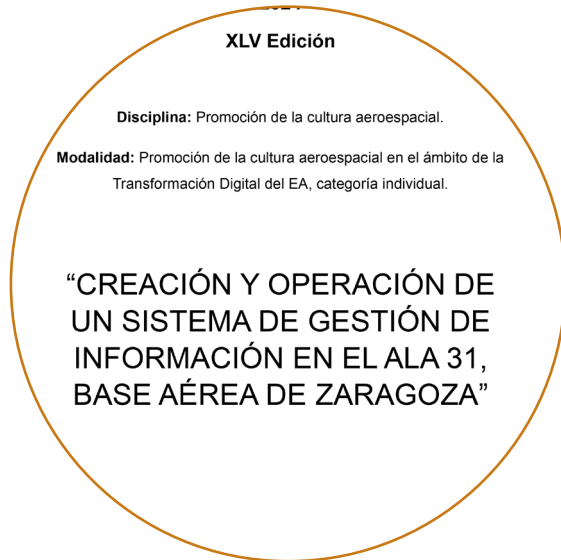 XLV Edición
Disciplina: Promoción de la cultura aeroespacial.
Modalidad: Promoción de la cultura aeroespacial en el ámbito de la
Transformación Digital del EA, categoría individual.
“CREACIÓN Y OPERACIÓN DE
UN SISTEMA DE GESTIÓN DE
INFORMACIÓN EN EL ALA 31,
BASE AÉREA DE ZARAGOZA”